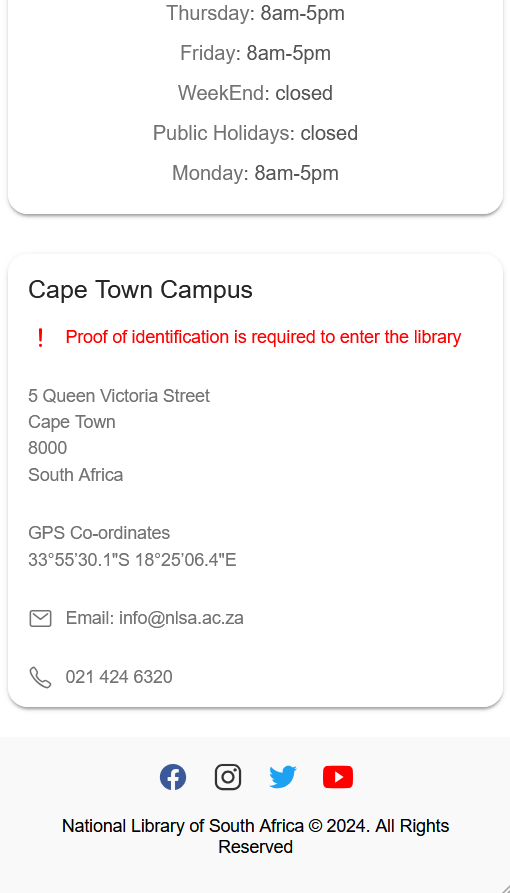 Thursday: 8am-5pm
Friday: 8am-5pm
WeekEnd: closed
Public Holidays: closed
Monday: 8am-5pm
Cape Town Campus
Proof of identification is required to enter the library
5 Queen Victoria Street
Cape Town
8000
South Africa
GPS Co-ordinates
33°55’30.1"S 18°25’06.4"E
Email: info@nlsa.ac.za
021 424 6320
National Library of South Africa © 2024. All Rights
Reserved